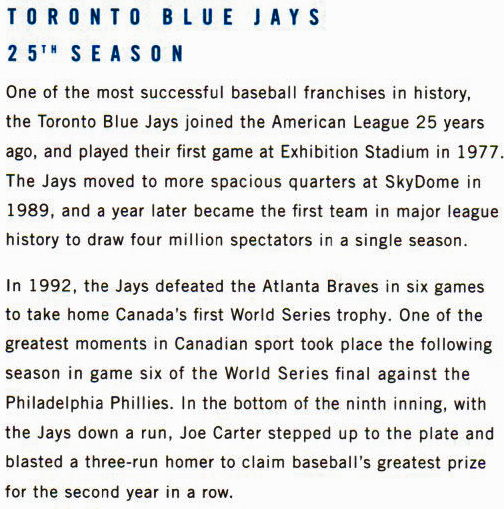 TORONTO BLUE JAYS
25TH SEASON
One of the most successful baseball franchises in history,
the Toronto Blue Jays joined the American League 25 years
ago, and played their first game at Exhibition Stadium in 1977.
The Jays moved to more spacious quarters at SkyDome in
1989, and a year later became the first team in major league
history to draw four million spectators in a single season.
In 1992, the Jays defeated the Atlanta Braves in six games
to take home Canada's first World Series trophy. One of the
greatest moments in Canadian sport took place the following
season in game six of the World Series final against the
Philadelphia Phillies. In the bottom of the ninth inning, with
the Jays down a run, Joe Carter stepped up to the plate and
blasted a three-run homer to claim baseball's greatest prize
for the second year in a row.